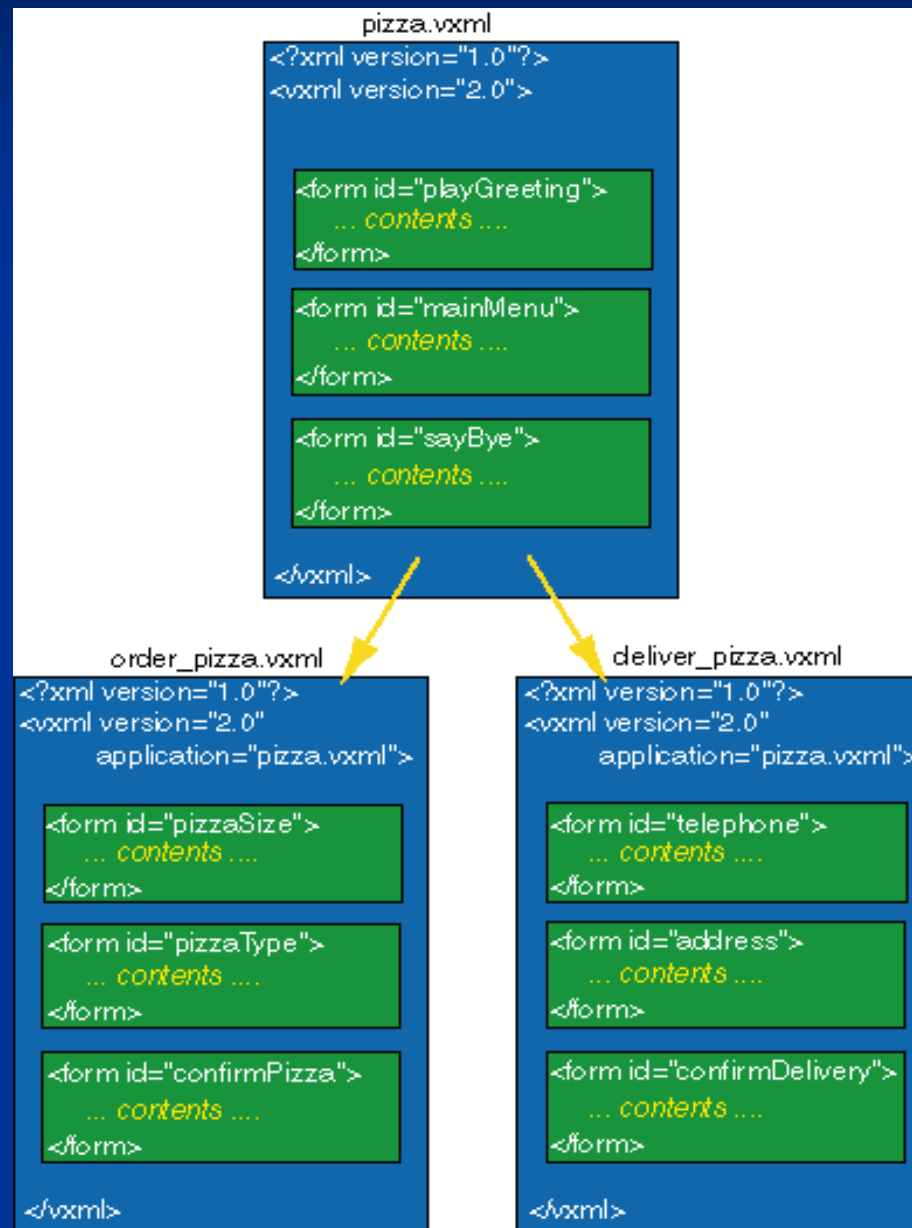 pizza.vxml
<?xml version="1.0"?>
<vxml version="2.0">
<form id="playGreeting">
... contents ....
</form>
<form id="mainMenu">
... contents ....
</form>
<form id="sayBye">
... contents ....
</form>
</vxml>
order_pizza.vxml
<?xml version="1.0"?>
<vxml version="2.0"
application="pizza.vxml">
<form id="pizzaSize">
... contents ....
</form>
<form id="pizzaType">
... contents ....
</form>
<form id="confirmPizza">
... contents ....
</form>
</vxml>
deliver_pizza.vxml
<?xml version="1.0"?>
<vxml version="2.0"
application="pizza.vxml">
<form id="telephone">
... contents ....
</form>
<form id="address">
... contents ....
</form>
<form id="confirmDelivery">
... contents ....
</form>
</vxml>